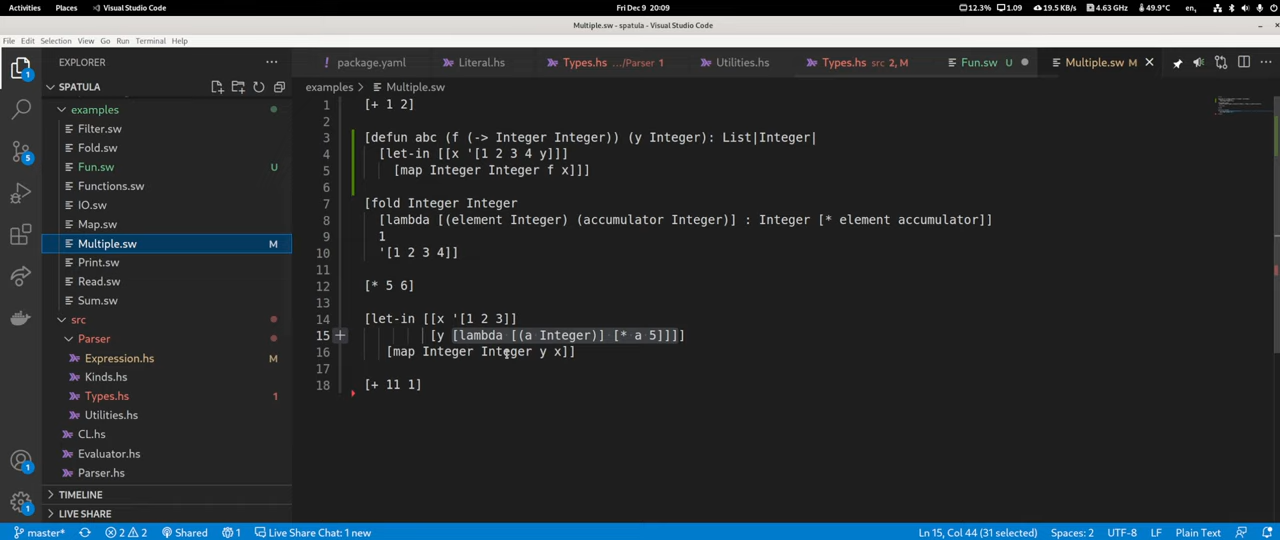 Activities Places Visual Studio Code Fri Dec 9 20:09 12.3% 1.09 19.5 KB/s 4.63 GHz 49.9°C en
Multiple.sw - spatula - Visual Studio Code
File Edit Selection View Go Run Terminal Help
EXPLORER ... package.yaml Literal.hs Types.hs .../Parser 1 Utilities.hs Types.hs src 2, M Fun.sw U Multiple.sw M
SPATULA
examples > Multiple.sw
examples
Filter.sw
Fold.sw
Fun.sw U
Functions.sw
IO.sw
Map.sw
Multiple.sw M
Print.sw
Read.sw
Sum.sw
src
Parser
Expression.hs 1
Kinds.hs
Types.hs 1
Utilities.hs
CL.hs
Evaluator.hs
Parser.hs
TIMELINE
LIVE SHARE
1
1
1 [+ 1 2]
2
3 [defun abc (f (-> Integer Integer)) (y Integer): List|Integer|
4 [let-in [[x '[1 2 3 4 y]]]
5 [map Integer Integer f x]]]
6
7 [fold Integer Integer
8 [lambda [(element Integer) (accumulator Integer)] : Integer [* element accumulator]]
9 1
10 '[1 2 3 4]]
11
12 [* 5 6]
13
14 [let-in [[x '[1 2 3]]
15 [y [lambda [(a Integer)] [* a 5]]]]
16 [map Integer Integer y x]]
17
18 [+ 11 1]
master* 2 2 Shared 1 Live Share Chat: 1 new Ln 15, Col 44 (31 selected) Spaces: 2 UTF-8 LF Plain Text